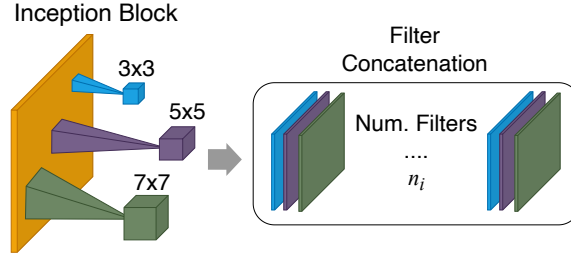 Inception Block
3x3
5x5
7x7
Filter
Concatenation
Num. Filters
....
nᵢ